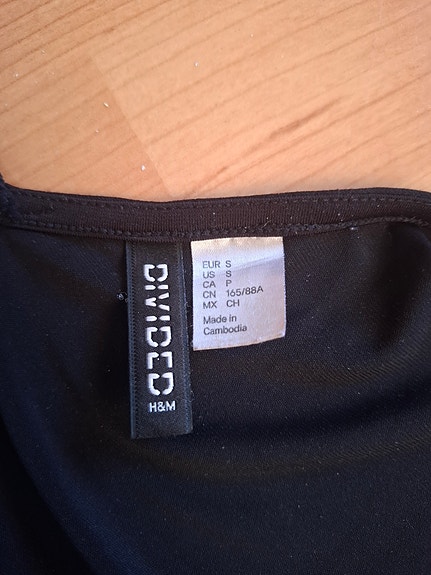 DIVIDED
H&M
EUR S
US S
CA P
CN 165/88A
MX CH
Made in
Cambodia